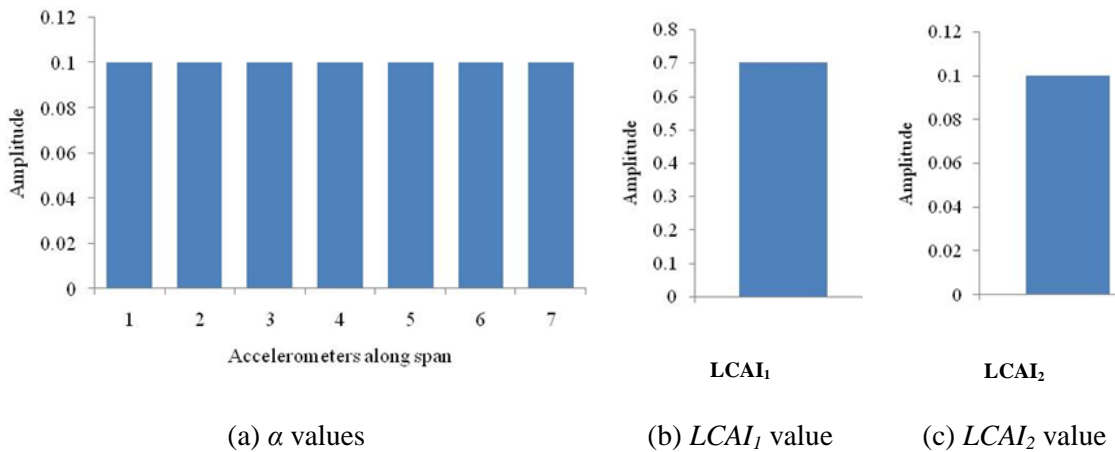 0.12
0.1
0.08
0.06
0.04
0.02
0
Amplitude
1 2 3 4 5 6 7
Accelerometers along span
(a) α values
0.8
0.7
0.6
0.5
0.4
0.3
0.2
0.1
0
Amplitude
LCAI₁
(b) LCAI₁ value
0.12
0.1
0.08
0.06
0.04
0.02
0
Amplitude
LCAI₂
(c) LCAI₂ value